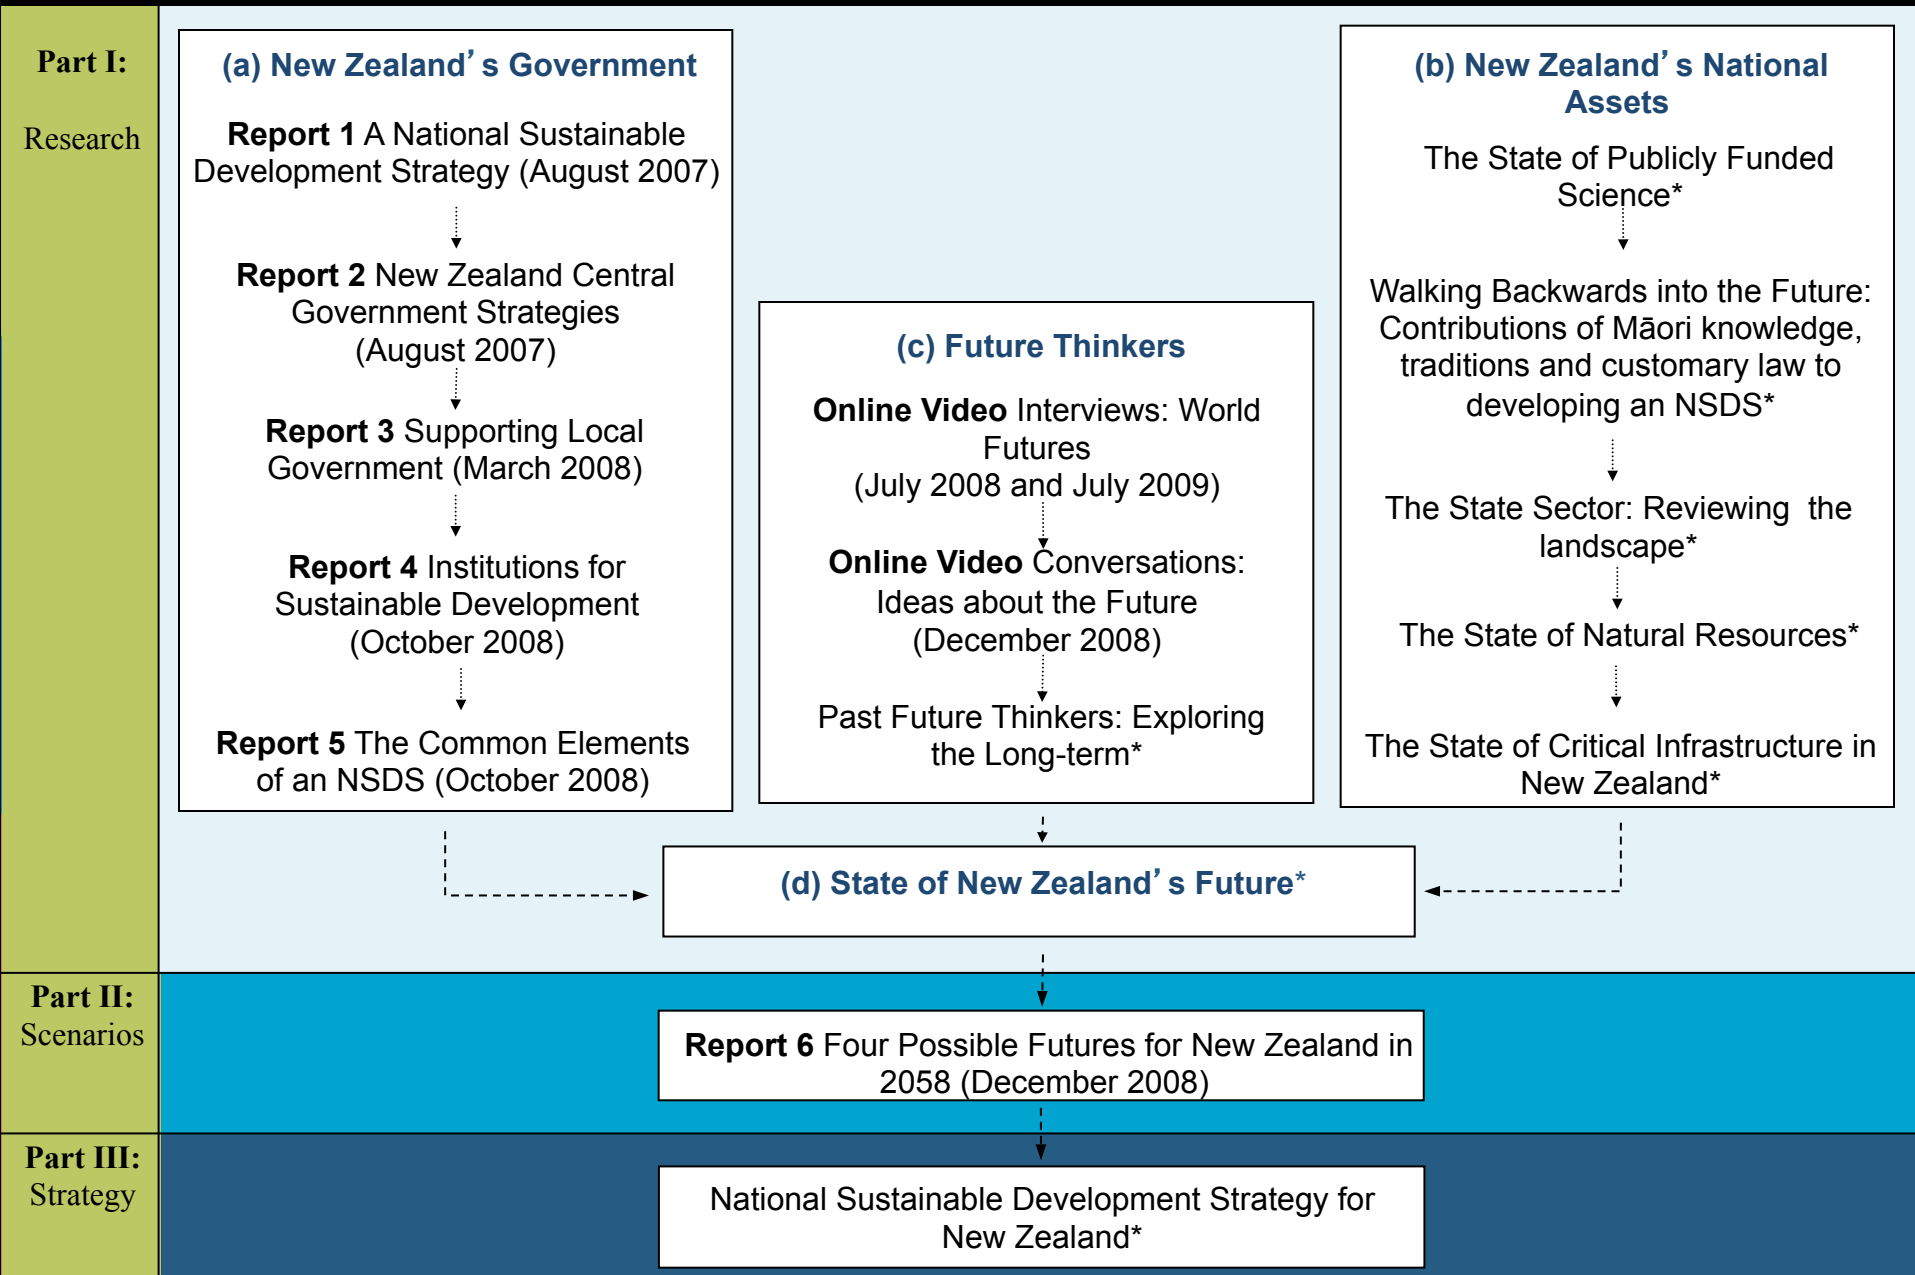 Part I:
Research
(a) New Zealand’s Government
Report 1 A National Sustainable
Development Strategy (August 2007)
Report 2 New Zealand Central
Government Strategies
(August 2007)
Report 3 Supporting Local
Government (March 2008)
Report 4 Institutions for
Sustainable Development
(October 2008)
Report 5 The Common Elements
of an NSDS (October 2008)
(c) Future Thinkers
Online Video Interviews: World
Futures
(July 2008 and July 2009)
Online Video Conversations:
Ideas about the Future
(December 2008)
Past Future Thinkers: Exploring
the Long-term*
(b) New Zealand’s National
Assets
The State of Publicly Funded
Science*
Walking Backwards into the Future:
Contributions of Māori knowledge,
traditions and customary law to
developing an NSDS*
The State Sector: Reviewing the
landscape*
The State of Natural Resources*
The State of Critical Infrastructure in
New Zealand*
(d) State of New Zealand’s Future*
Part II:
Scenarios
Report 6 Four Possible Futures for New Zealand in
2058 (December 2008)
Part III:
Strategy
National Sustainable Development Strategy for
New Zealand*